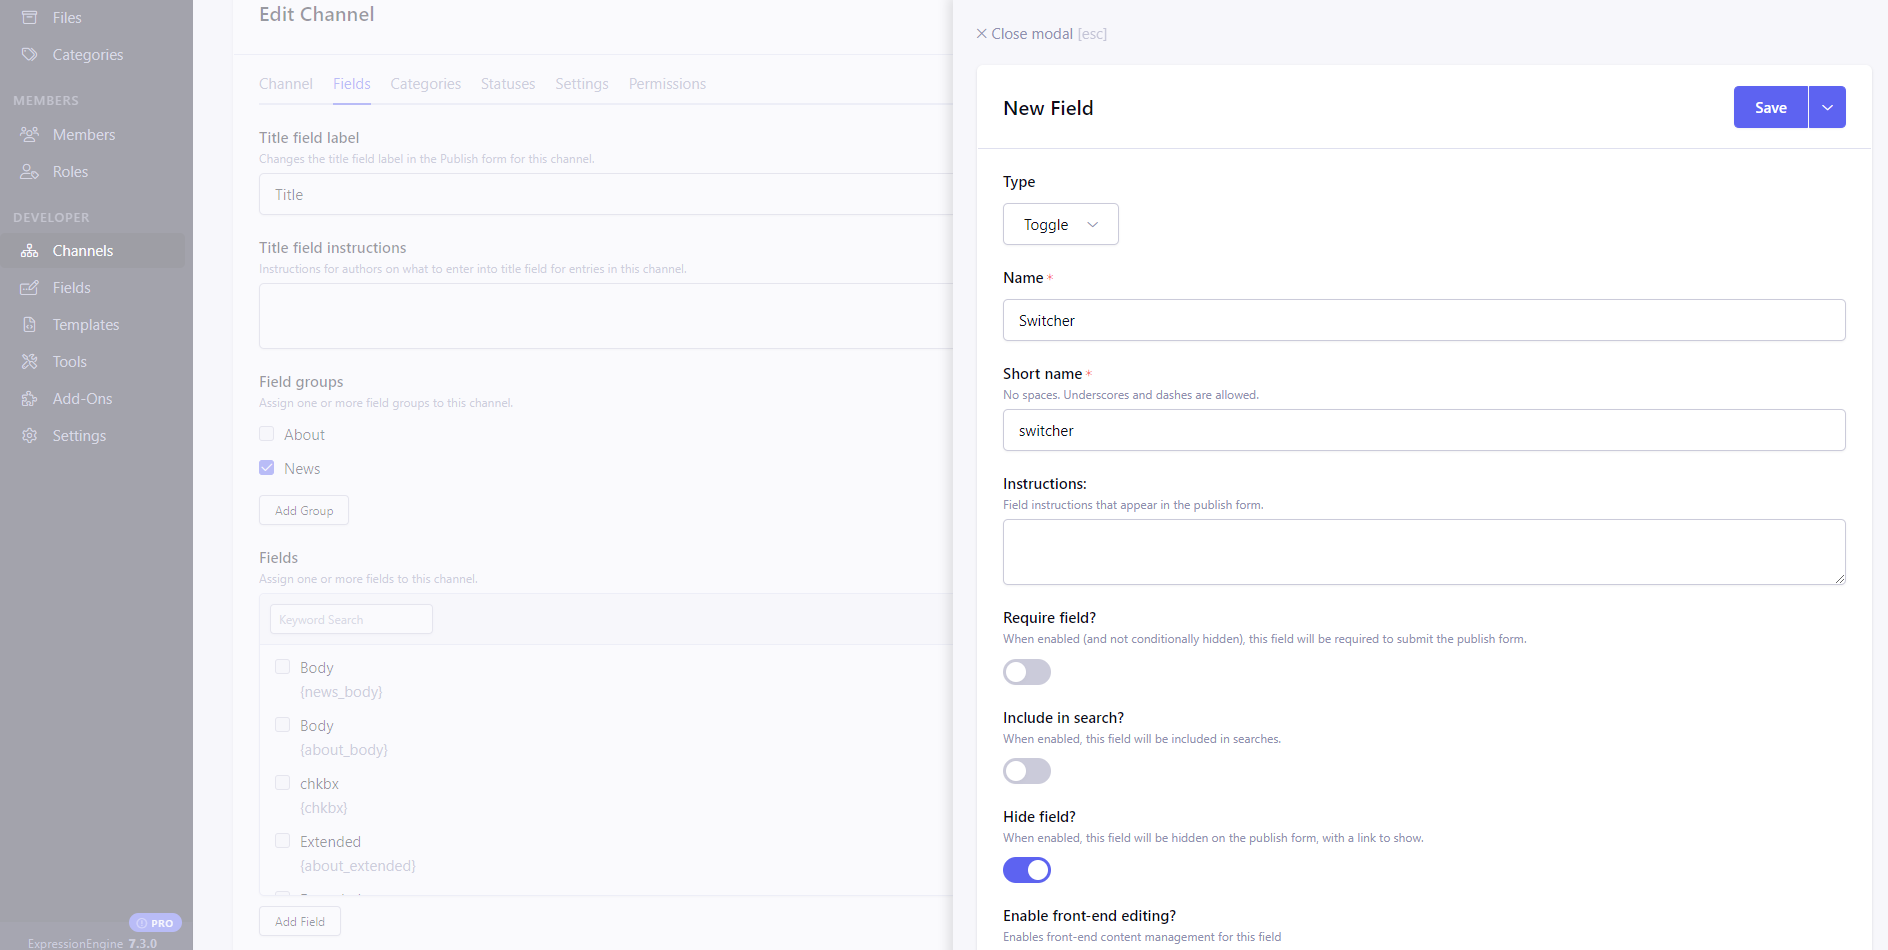 Files
Categories
MEMBERS
Members
Roles
DEVELOPER
Channels
Fields
Templates
Tools
Add-Ons
Settings
PRO
ExpressionEngine 7.3.0
Edit Channel
Channel Fields Categories Statuses Settings Permissions
Title field label
Changes the title field label in the Publish form for this channel.
Title
Title field instructions
Instructions for authors on what to enter into title field for entries in this channel.
Field groups
Assign one or more field groups to this channel.
About
News
Add Group
Fields
Assign one or more fields to this channel.
Keyword Search
Body
{news_body}
Body
{about_body}
chkbx
{chkbx}
Extended
{about_extended}
Add Field
Close modal [esc]
New Field
Save
Type
Toggle
Name *
Switcher
Short name *
No spaces. Underscores and dashes are allowed.
switcher
Instructions:
Field instructions that appear in the publish form.
Require field?
When enabled (and not conditionally hidden), this field will be required to submit the publish form.
Include in search?
When enabled, this field will be included in searches.
Hide field?
When enabled, this field will be hidden on the publish form, with a link to show.
Enable front-end editing?
Enables front-end content management for this field